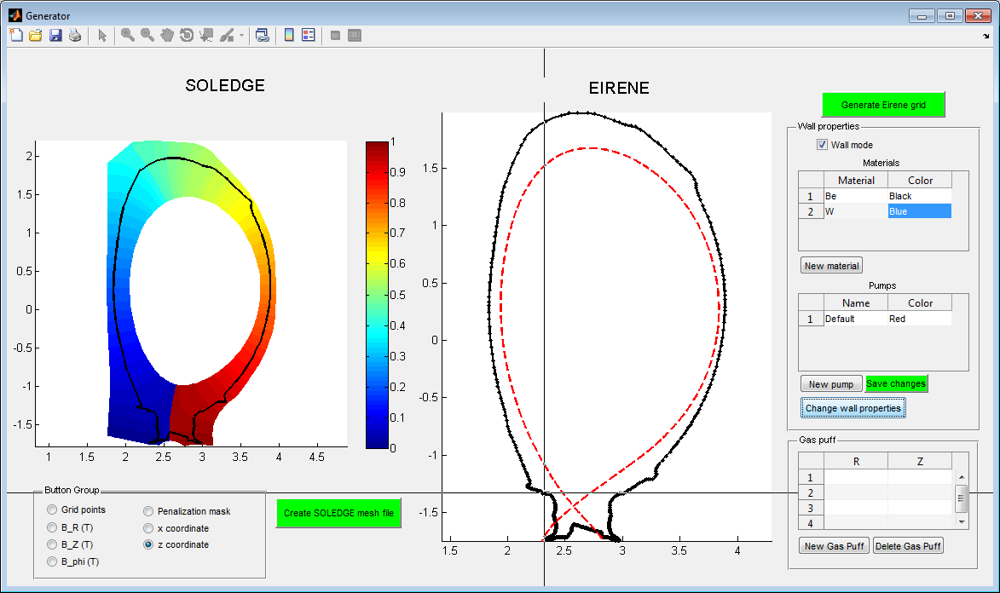 Generator
SOLEDGE
EIRENE
Generate Eirene grid
Wall properties
Wall mode
Materials
Material Color
1 Be Black
2 W Blue
New material
Pumps
Name Color
1 Default Red
New pump Save changes
Change wall properties
Gas puff
R Z
1
2
3
4
New Gas Puff Delete Gas Puff
2
1.5
1
0.5
0
-0.5
-1
-1.5
1 1.5 2 2.5 3 3.5 4 4.5
1
0.9
0.8
0.7
0.6
0.5
0.4
0.3
0.2
0.1
0
1.5
1
0.5
0
-0.5
-1
-1.5
1.5 2 2.5 3 3.5 4
Button Group
Grid points Penalization mask
B_R (T) x coordinate
B_Z (T) z coordinate
B_phi (T)
Create SOLEDGE mesh file